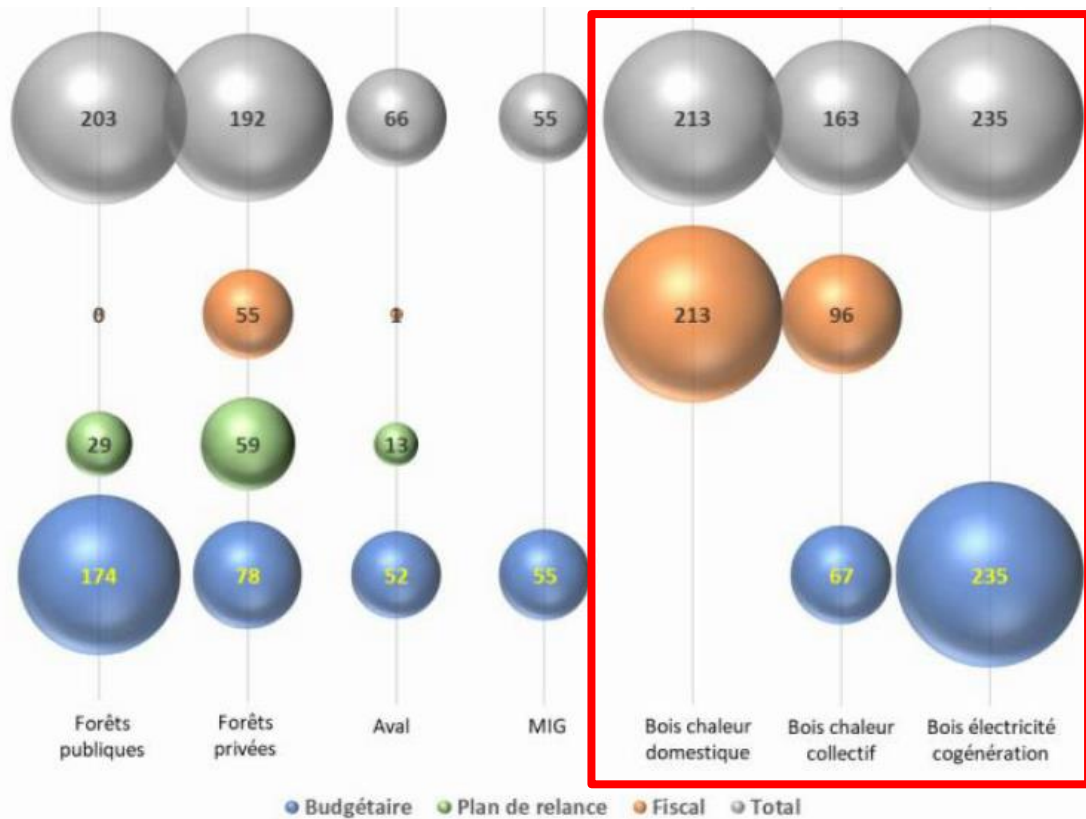 203 192 66 55 213 163 235
0 55 1 213 96
29 59 13
174 78 52 55 67 235
Forêts publiques
Forêts privées
Aval
MIG
Bois chaleur domestique
Bois chaleur collectif
Bois électricité cogénération
Budgétaire Plan de relance Fiscal Total